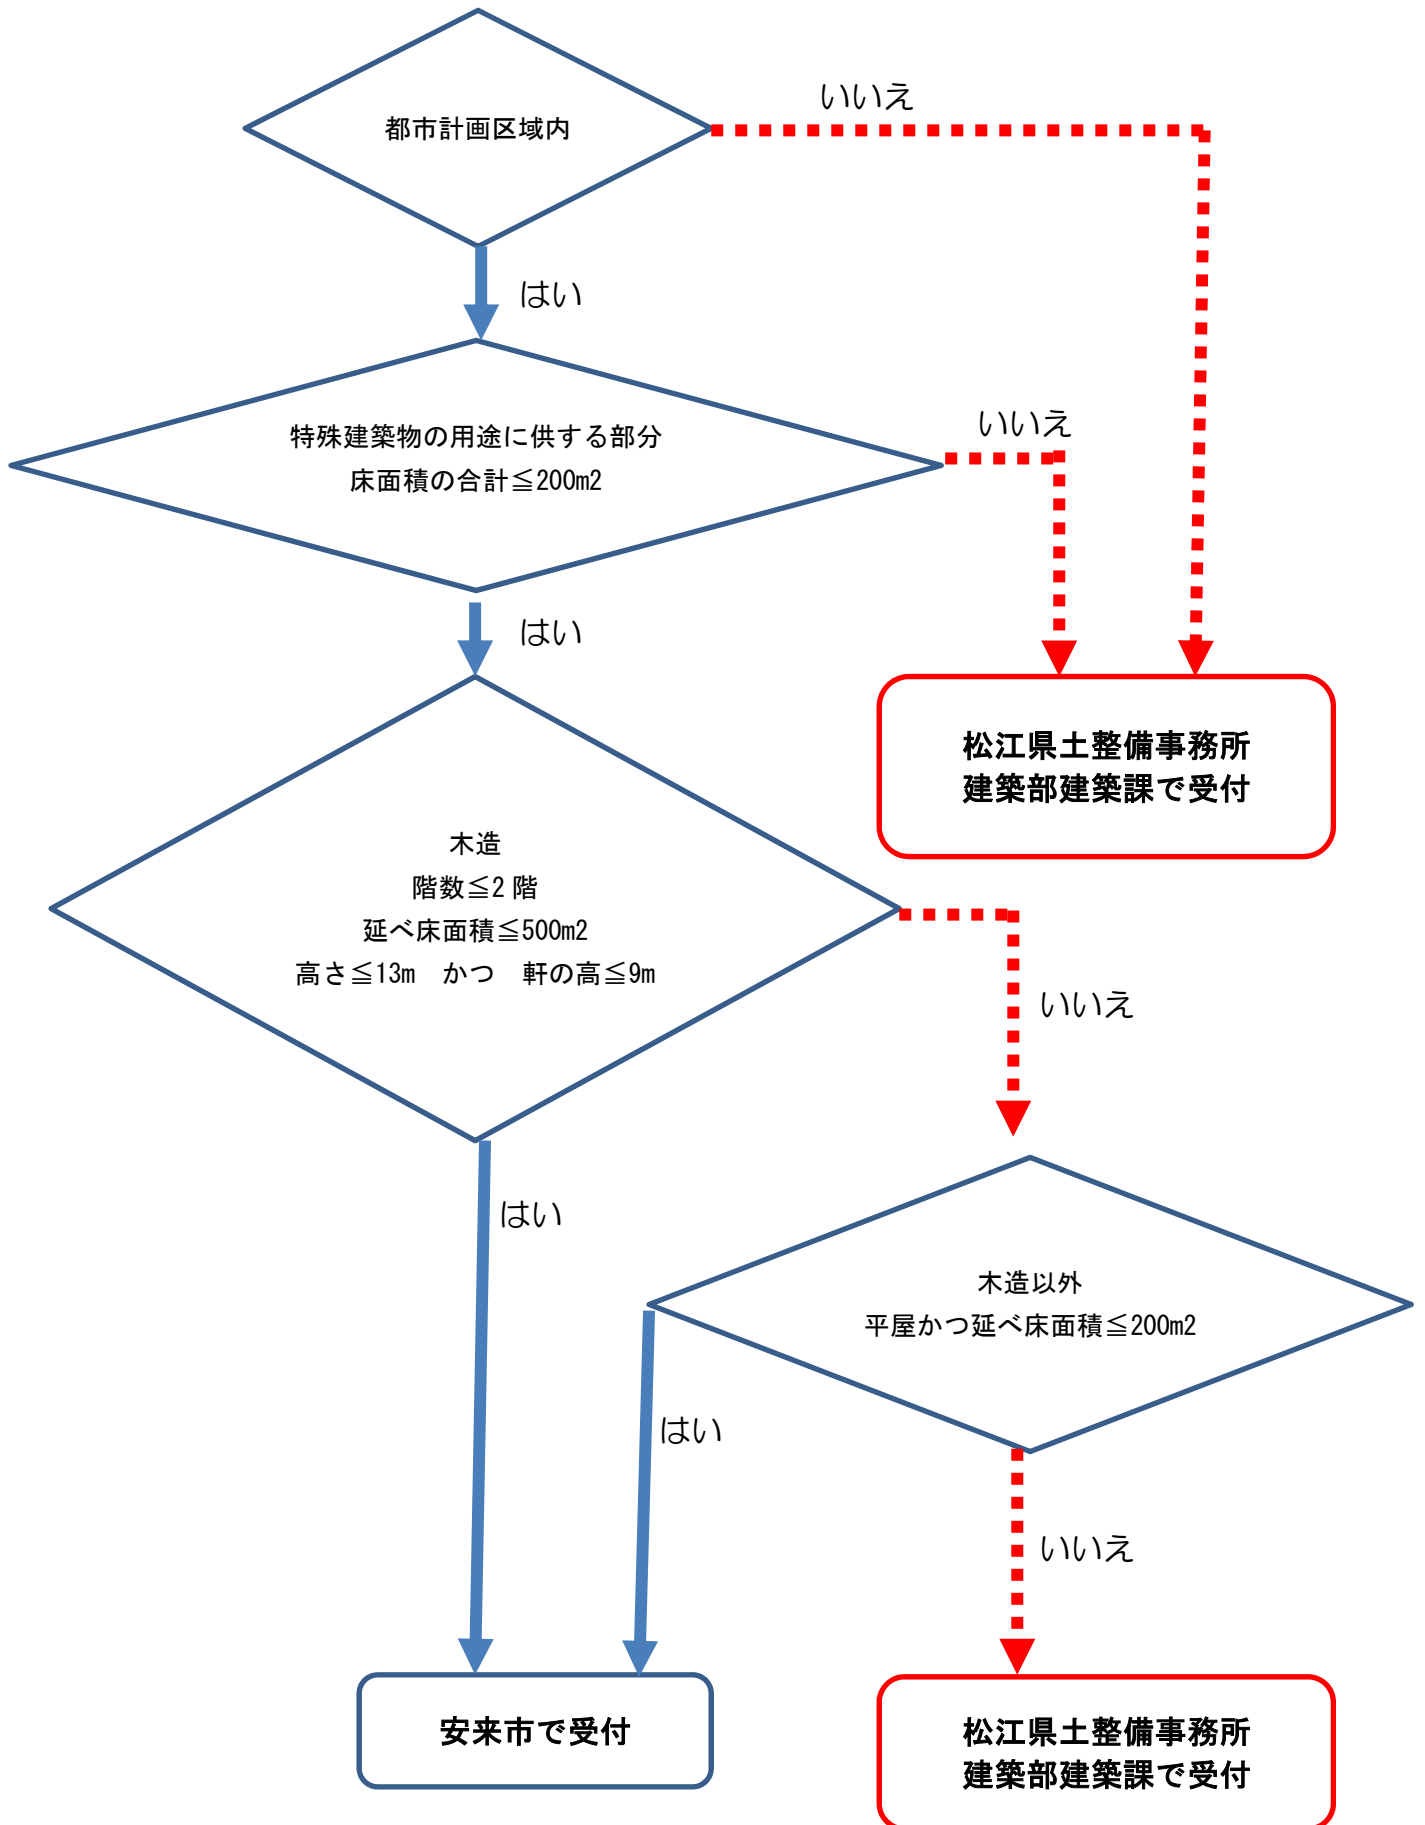 都市計画区域内
いいえ
はい
特殊建築物の用途に供する部分
床面積の合計≦200m2
いいえ
はい
松江県土整備事務所
建築部建築課で受付
木造
階数≦2 階
延べ床面積≦500m2
高さ≦13m　かつ　軒の高≦9m
いいえ
はい
木造以外
平屋かつ延べ床面積≦200m2
はい
いいえ
安来市で受付
松江県土整備事務所
建築部建築課で受付